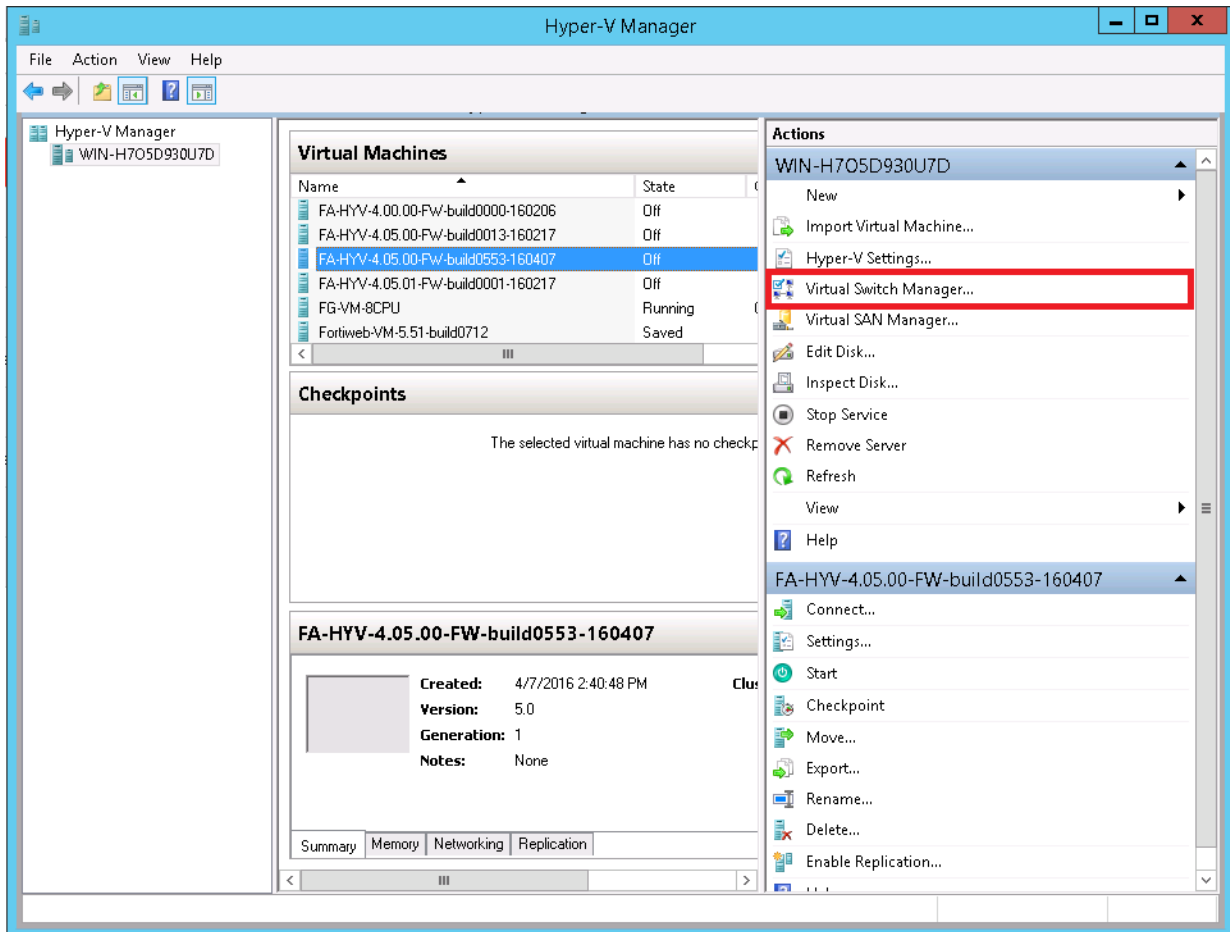 Hyper-V Manager
File Action View Help
Hyper-V Manager
WIN-H7O5D930U7D
Virtual Machines
Name State
FA-HYV-4.00.00-FW-build0000-160206 Off
FA-HYV-4.05.00-FW-build0013-160217 Off
FA-HYV-4.05.00-FW-build0553-160407 Off
FA-HYV-4.05.01-FW-build0001-160217 Off
FG-VM-8CPU Running
Fortiweb-VM-5.51-build0712 Saved
Checkpoints
The selected virtual machine has no checkp
FA-HYV-4.05.00-FW-build0553-160407
Created: 4/7/2016 2:40:48 PM Clus
Version: 5.0
Generation: 1
Notes: None
Summary Memory Networking Replication
Actions
WIN-H7O5D930U7D
New
Import Virtual Machine...
Hyper-V Settings...
Virtual Switch Manager...
Virtual SAN Manager...
Edit Disk...
Inspect Disk...
Stop Service
Remove Server
Refresh
View
Help
FA-HYV-4.05.00-FW-build0553-160407
Connect...
Settings...
Start
Checkpoint
Move...
Export...
Rename...
Delete...
Enable Replication...